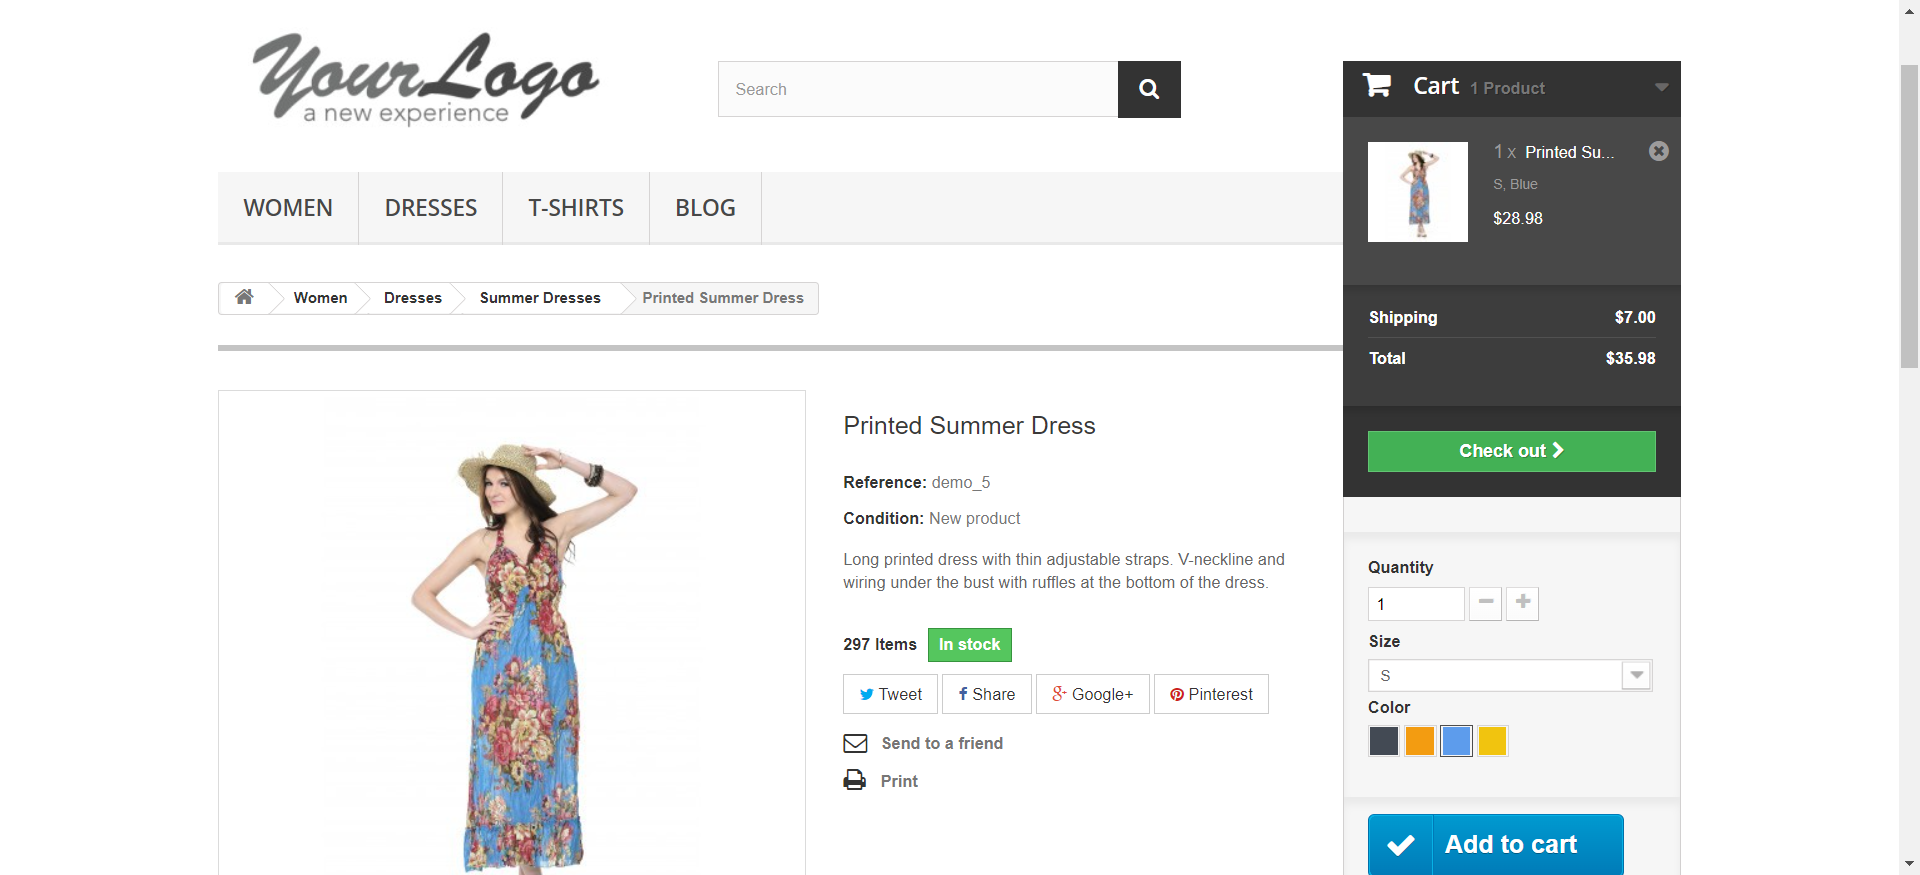 YourLogo
a new experience
Search
Cart 1 Product
1 x Printed Su...
S, Blue
$28.98
WOMEN DRESSES T-SHIRTS BLOG
Women Dresses Summer Dresses Printed Summer Dress
Shipping $7.00
Total $35.98
Check out
Printed Summer Dress
Reference: demo_5
Condition: New product
Long printed dress with thin adjustable straps. V-neckline and
wiring under the bust with ruffles at the bottom of the dress.
297 Items In stock
Tweet Share Google+ Pinterest
Send to a friend
Print
Quantity
1
Size
S
Color
Add to cart